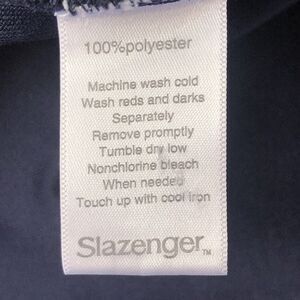 100%polyester
Machine wash cold
Wash reds and darks
Separately
Remove promptly
Tumble dry low
Nonchlorine bleach
When needed
Touch up with cool iron
Slazenger™